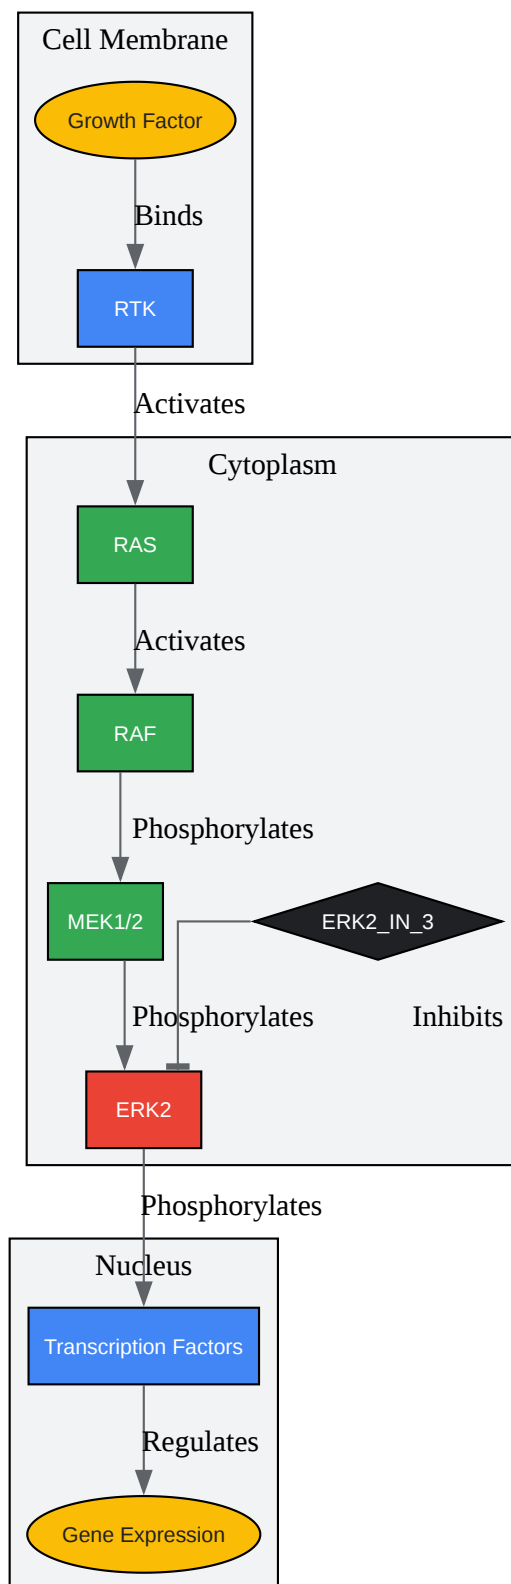 Cell Membrane
Growth Factor
Binds
RTK
Activates
Cytoplasm
RAS
Activates
RAF
Phosphorylates
MEK1/2
ERK2_IN_3
Phosphorylates
Inhibits
ERK2
Phosphorylates
Nucleus
Transcription Factors
Regulates
Gene Expression